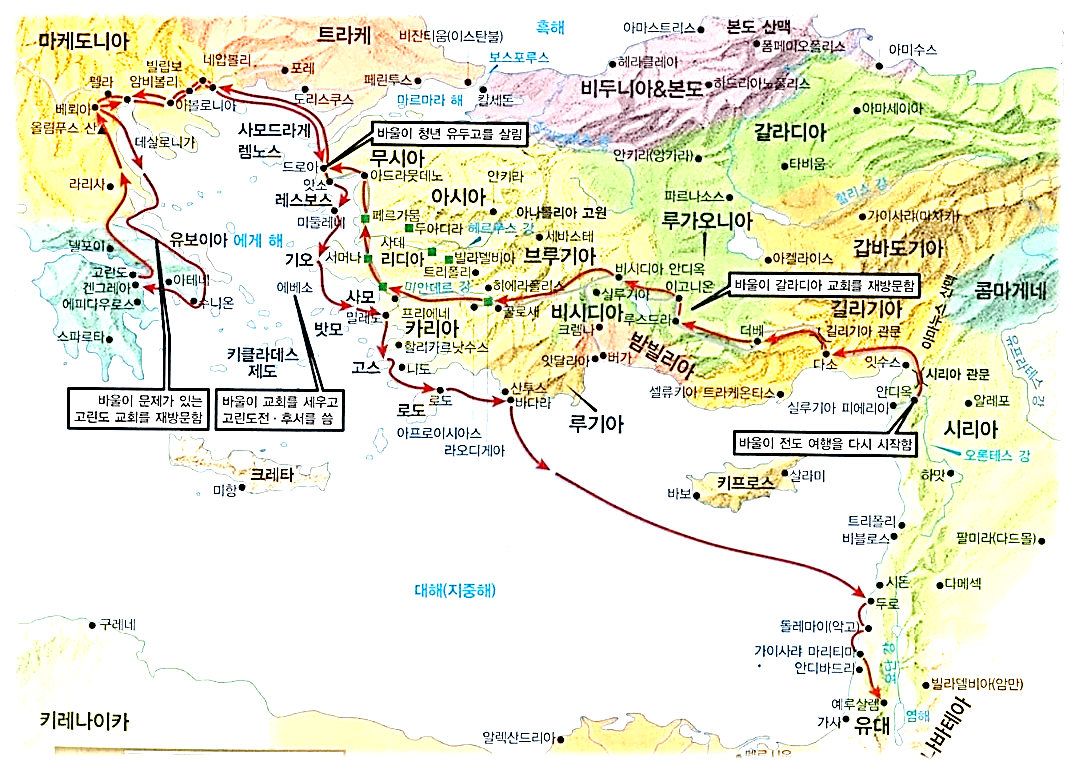 흑해
마케도니아
트라케
비잔티움(이스탄불)
아마스트리스
본도 산맥
폼페이오폴리스
아미수스
보스포루스
헤라클레아
펠라
빌립보
암비볼리
네압볼리
포레
페린투스
칼세돈
비두니아&본도
하드리아노폴리스
베뢰아
아볼로니아
도리스쿠스
마르마라 해
아마세이아
올림푸스 산
데살로니가
사모드라게
렘노스
바울이 청년 유두고를 살림
갈라디아
드로아
무시아
앗소
아드라뭇데노
안키라
안키라(앙카라)
타비움
라리사
레스보스
아시아
파르나소스
할리스 강
미둘레네
페르가뭄
두아디라
아나톨리아 고원
헤르무스 강
루가오니아
가이사랴(마자카)
델포이
유보이아
에게 해
사데
세바스테
갑바도기아
기오
서머나
리디아
빌라델비아
브루기아
아켈라이스
고린도
겐그레아
아테네
트리폴리
비시디아 안디옥
이고니온
바울이 갈라디아 교회를 재방문함
콤마게네
에피다우로스
수니온
에베소
미안데르 강
히에라폴리스
실루기아
아마누스 산맥
사모
프리에네
골로새
비시디아
루스드라
길리기아
밀레도
카리아
크렘나
더베
길리기아 관문
스파르타
밧모
할리카르낫수스
밤빌리아
유프라테스 강
키클라데스
제도
고스
니도
앗달리아
버가
다소
잇수스
시리아 관문
바울이 문제가 있는
고린도 교회를 재방문함
바울이 교회를 세우고
고린도전·후서를 씀
로도
로도
산투스
바다라
루기아
셀류키아
트라케온티스
실루기아 피에리아
안디옥
알레포
아프로이시아스
라오디게아
바울이 전도 여행을 다시 시작함
시리아
오론테스 강
크레타
미항
키프로스
살라미
바보
하맛
트리폴리
비블로스
팔미라(다드몰)
대해(지중해)
시돈
다메섹
두로
구레네
돌레마이(악고)
가이사랴 마리티마
안디바드리
요단 강
빌라델비아(암만)
예루살렘
가사
유대
염해
나바테아
키레나이카
알렉산드리아